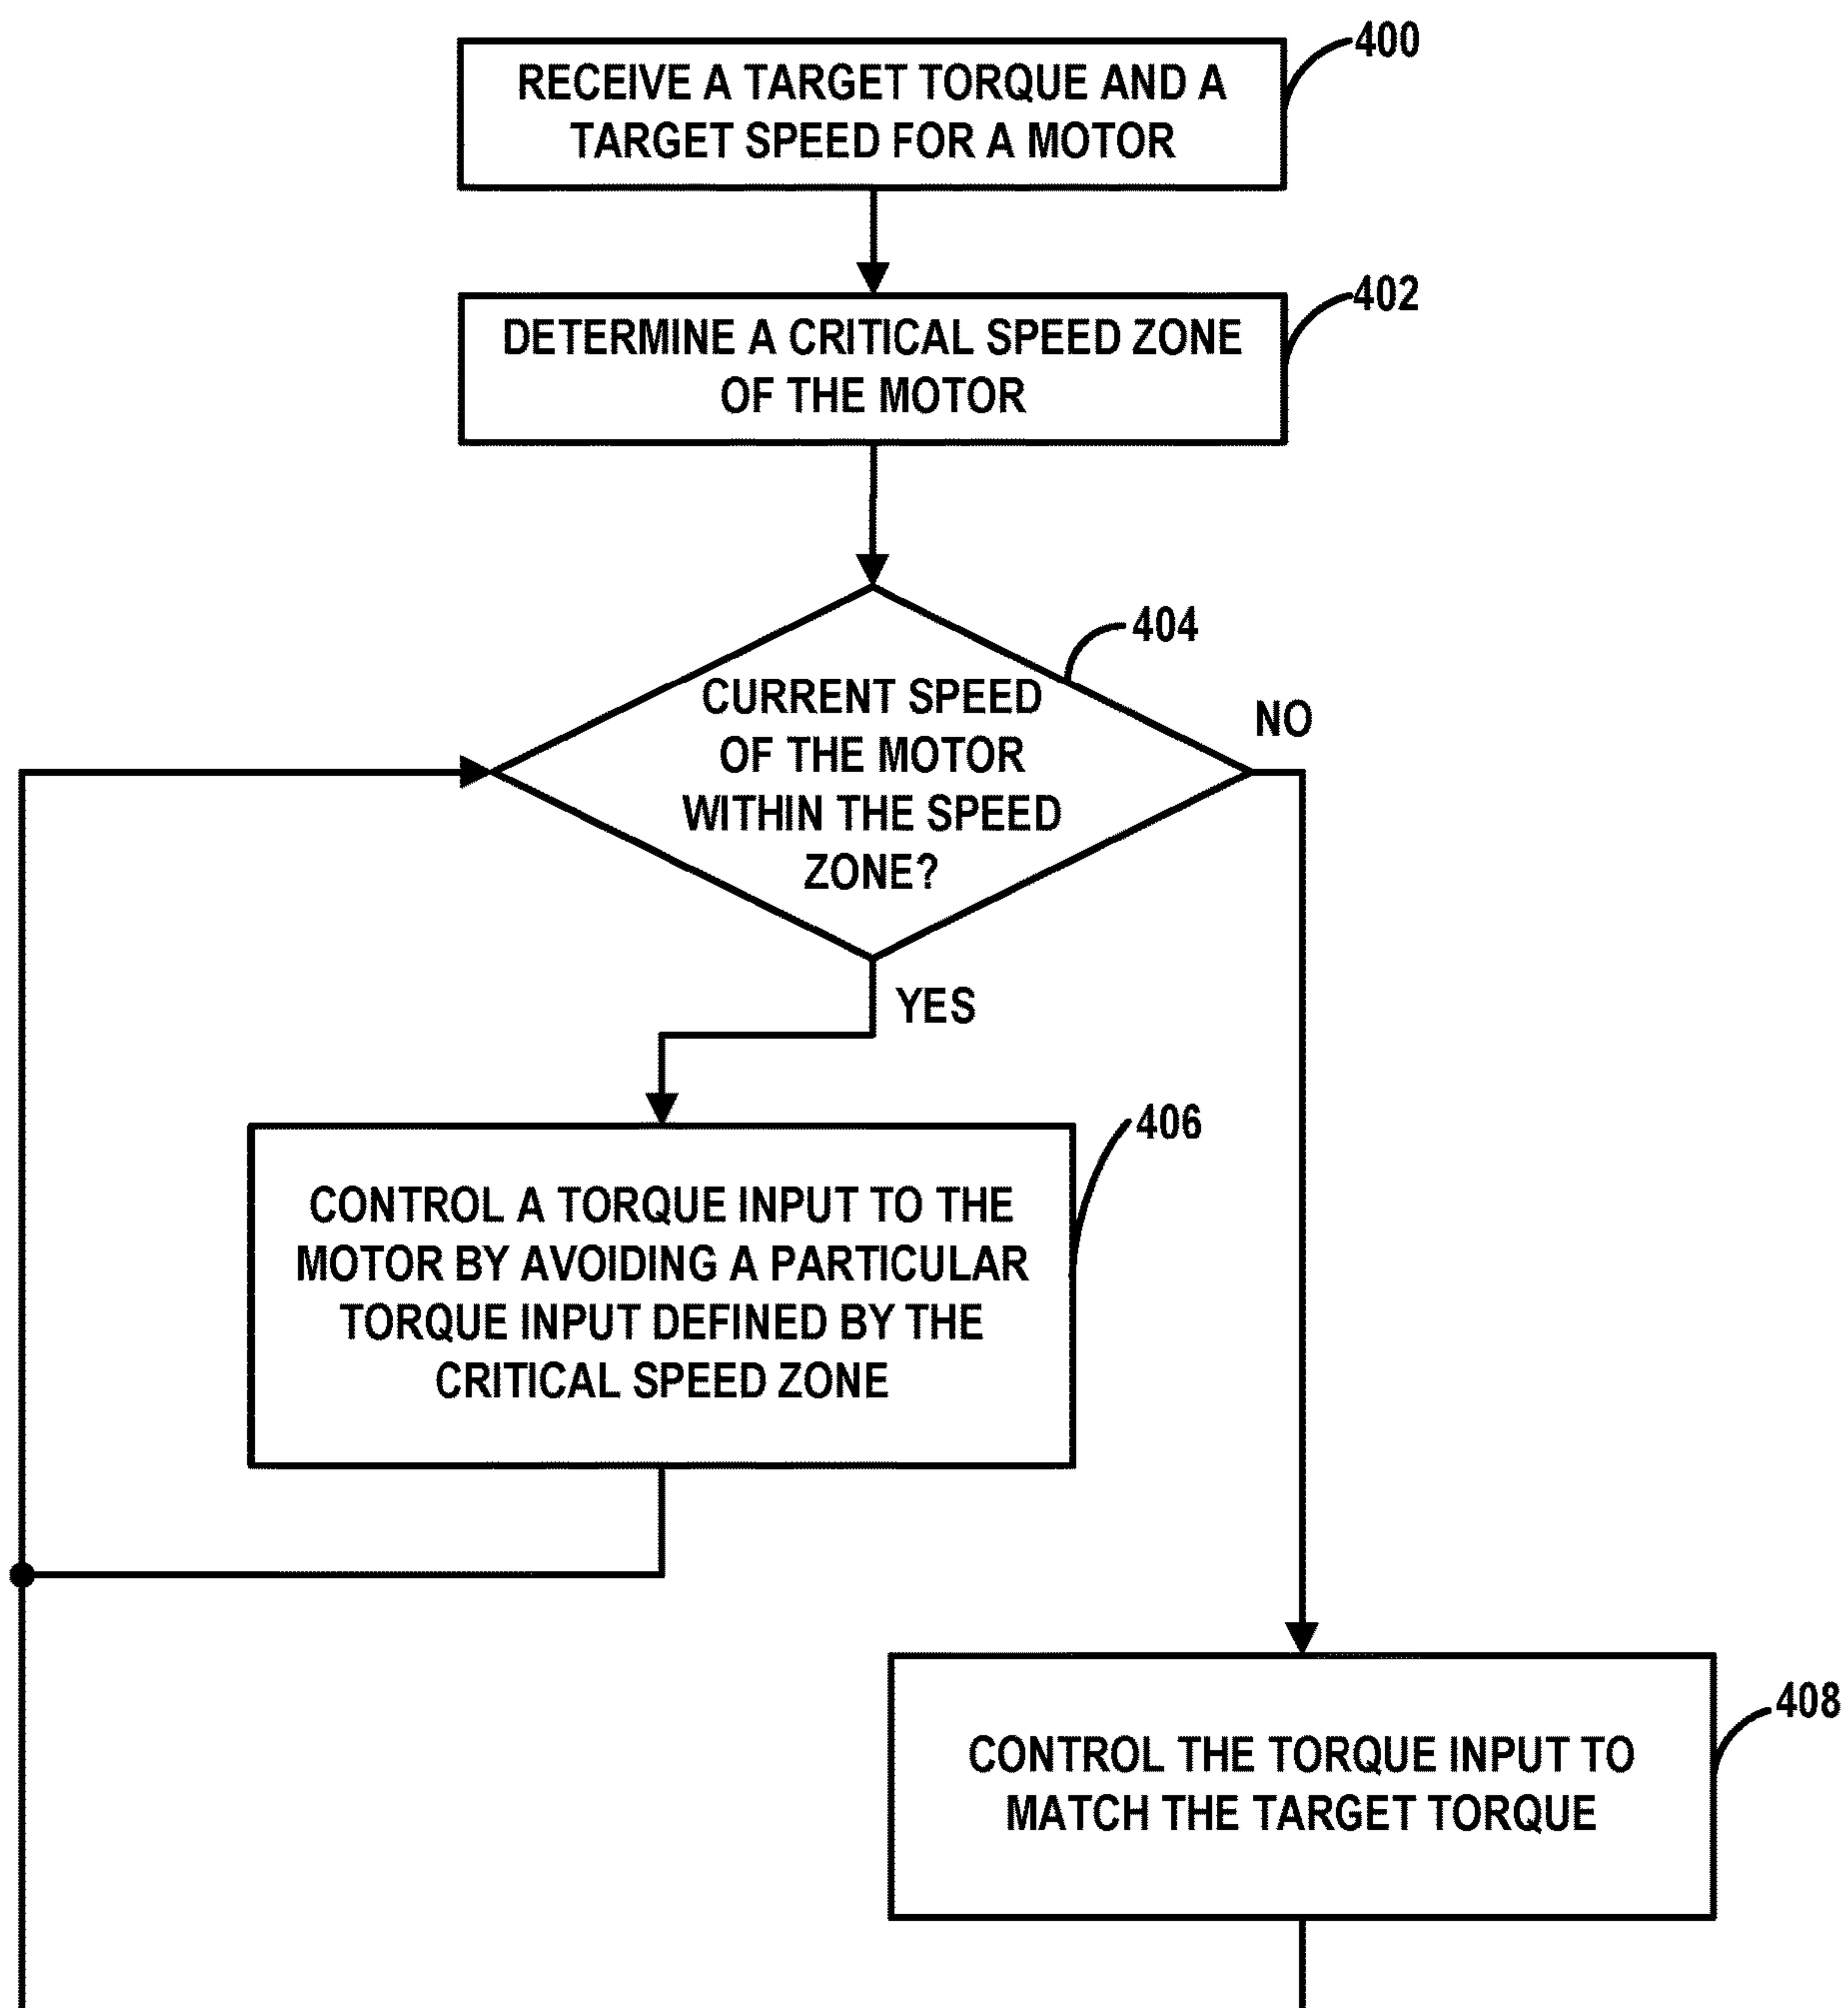 400
RECEIVE A TARGET TORQUE AND A
TARGET SPEED FOR A MOTOR
402
DETERMINE A CRITICAL SPEED ZONE
OF THE MOTOR
404
CURRENT SPEED
OF THE MOTOR
WITHIN THE SPEED
ZONE?
NO
YES
406
CONTROL A TORQUE INPUT TO THE
MOTOR BY AVOIDING A PARTICULAR
TORQUE INPUT DEFINED BY THE
CRITICAL SPEED ZONE
408
CONTROL THE TORQUE INPUT TO
MATCH THE TARGET TORQUE